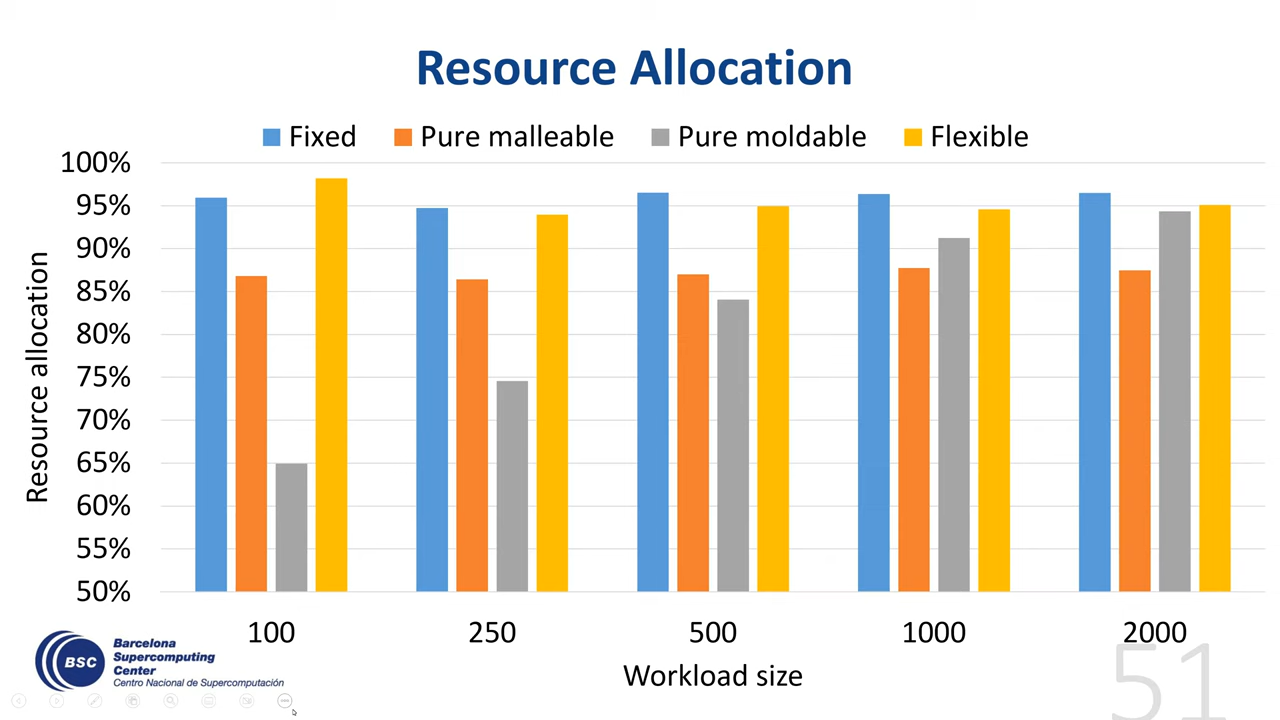 Resource Allocation
Fixed Pure malleable Pure moldable Flexible
100%
95%
90%
85%
80%
75%
70%
65%
60%
55%
50%
Resource allocation
100 250 500 1000 2000
Workload size
BSC
Barcelona
Supercomputing
Center
Centro Nacional de Supercomputación
51